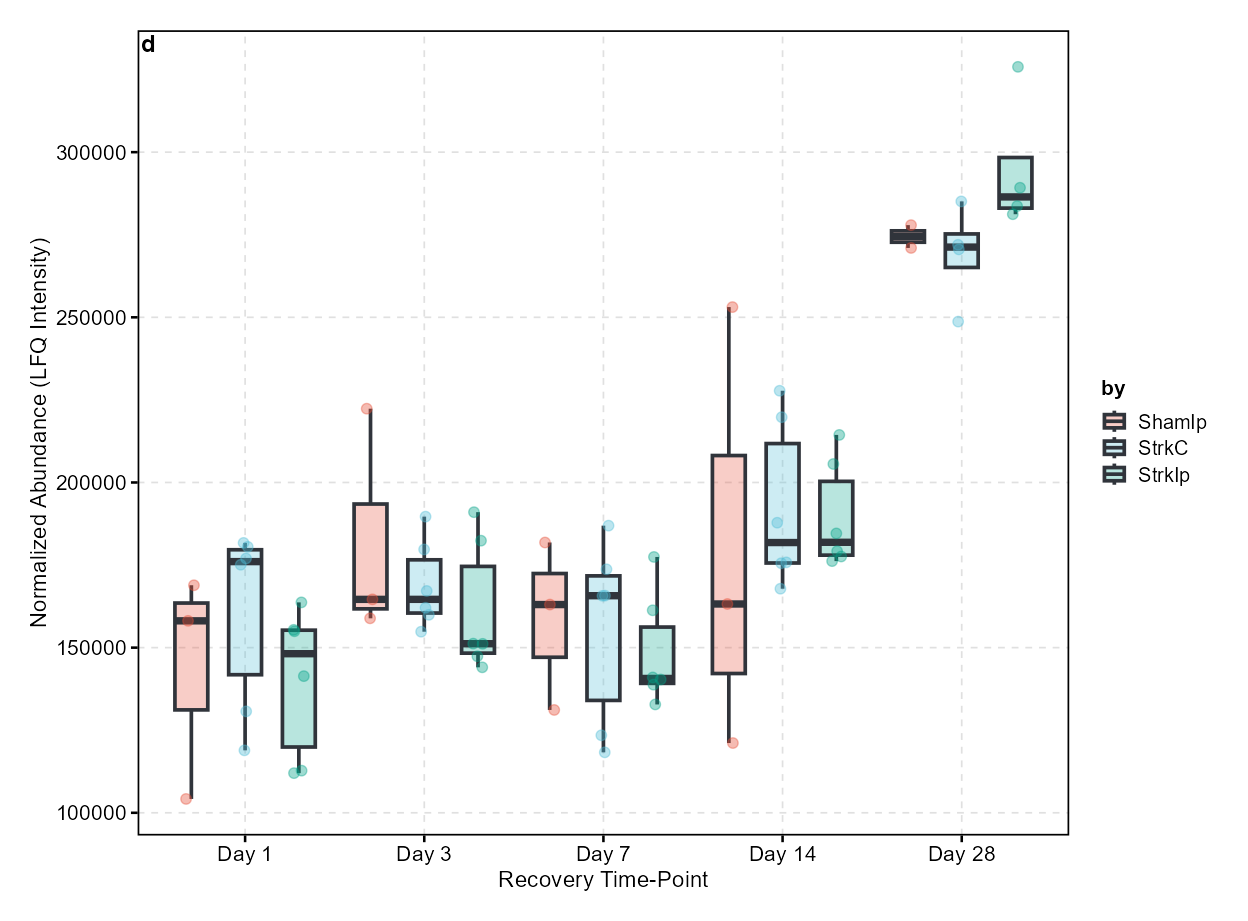 d
Normalized Abundance (LFQ Intensity)
300000
250000
200000
150000
100000
Day 1
Day 3
Day 7
Day 14
Day 28
Recovery Time-Point
by
ShamIp
StrkC
StrkIp